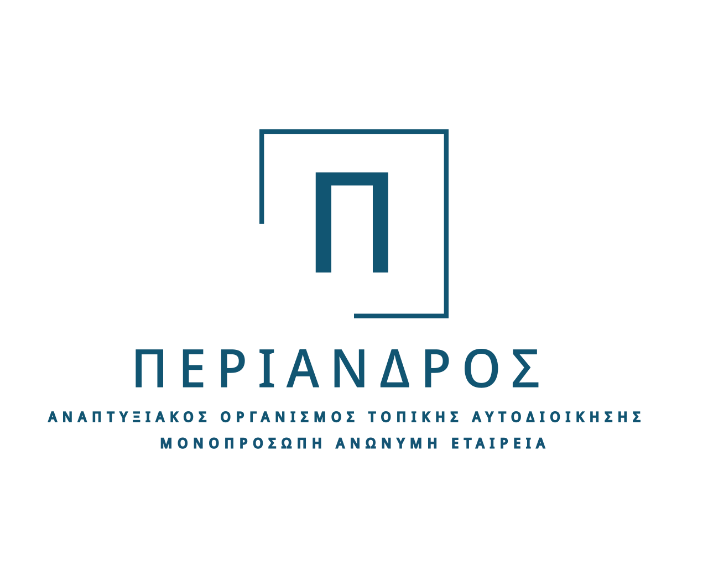 Π
ΠΕΡΙΑΝΔΡΟΣ
ΑΝΑΠΤΥΞΙΑΚΟΣ ΟΡΓΑΝΙΣΜΟΣ ΤΟΠΙΚΗΣ ΑΥΤΟΔΙΟΙΚΗΣΗΣ
ΜΟΝΟΠΡΟΣΩΠΗ ΑΝΩΝΥΜΗ ΕΤΑΙΡΕΙΑ